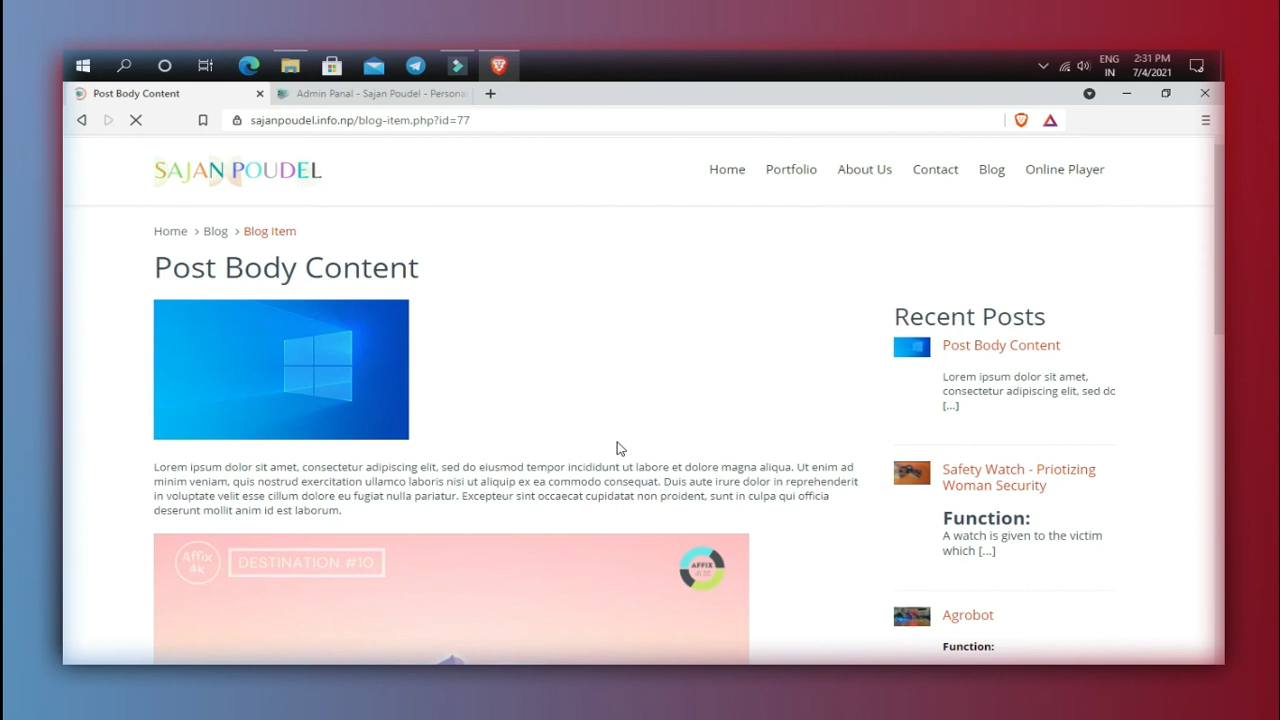 ENG
IN
2:31 PM
7/4/2021
Post Body Content
Admin Panal - Sajan Poudel - Persona
sajanpoudel.info.np/blog-item.php?id=77
SAJAN POUDEL
Home
Portfolio
About Us
Contact
Blog
Online Player
Home > Blog > Blog Item
Post Body Content
Lorem ipsum dolor sit amet, consectetur adipiscing elit, sed do eiusmod tempor incididunt ut labore et dolore magna aliqua. Ut enim ad
minim veniam, quis nostrud exercitation ullamco laboris nisi ut aliquip ex ea commodo consequat. Duis aute irure dolor in reprehenderit
in voluptate velit esse cillum dolore eu fugiat nulla pariatur. Excepteur sint occaecat cupidatat non proident, sunt in culpa qui officia
deserunt mollit anim id est laborum.
Affix
4k
DESTINATION #10
AFFIX
Recent Posts
Post Body Content
Lorem ipsum dolor sit amet,
consectetur adipiscing elit, sed do
[...]
Safety Watch - Priotizing
Woman Security
Function:
A watch is given to the victim
which [...]
Agrobot
Function: